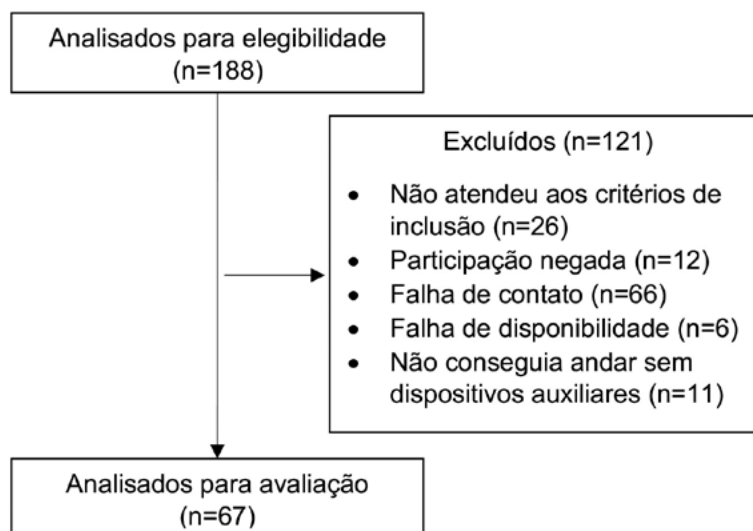 Analisados para elegibilidade
(n=188)
Excluídos (n=121)
• Não atendeu aos critérios de
inclusão (n=26)
• Participação negada (n=12)
• Falha de contato (n=66)
• Falha de disponibilidade (n=6)
• Não conseguia andar sem
dispositivos auxiliares (n=11)
Analisados para avaliação
(n=67)